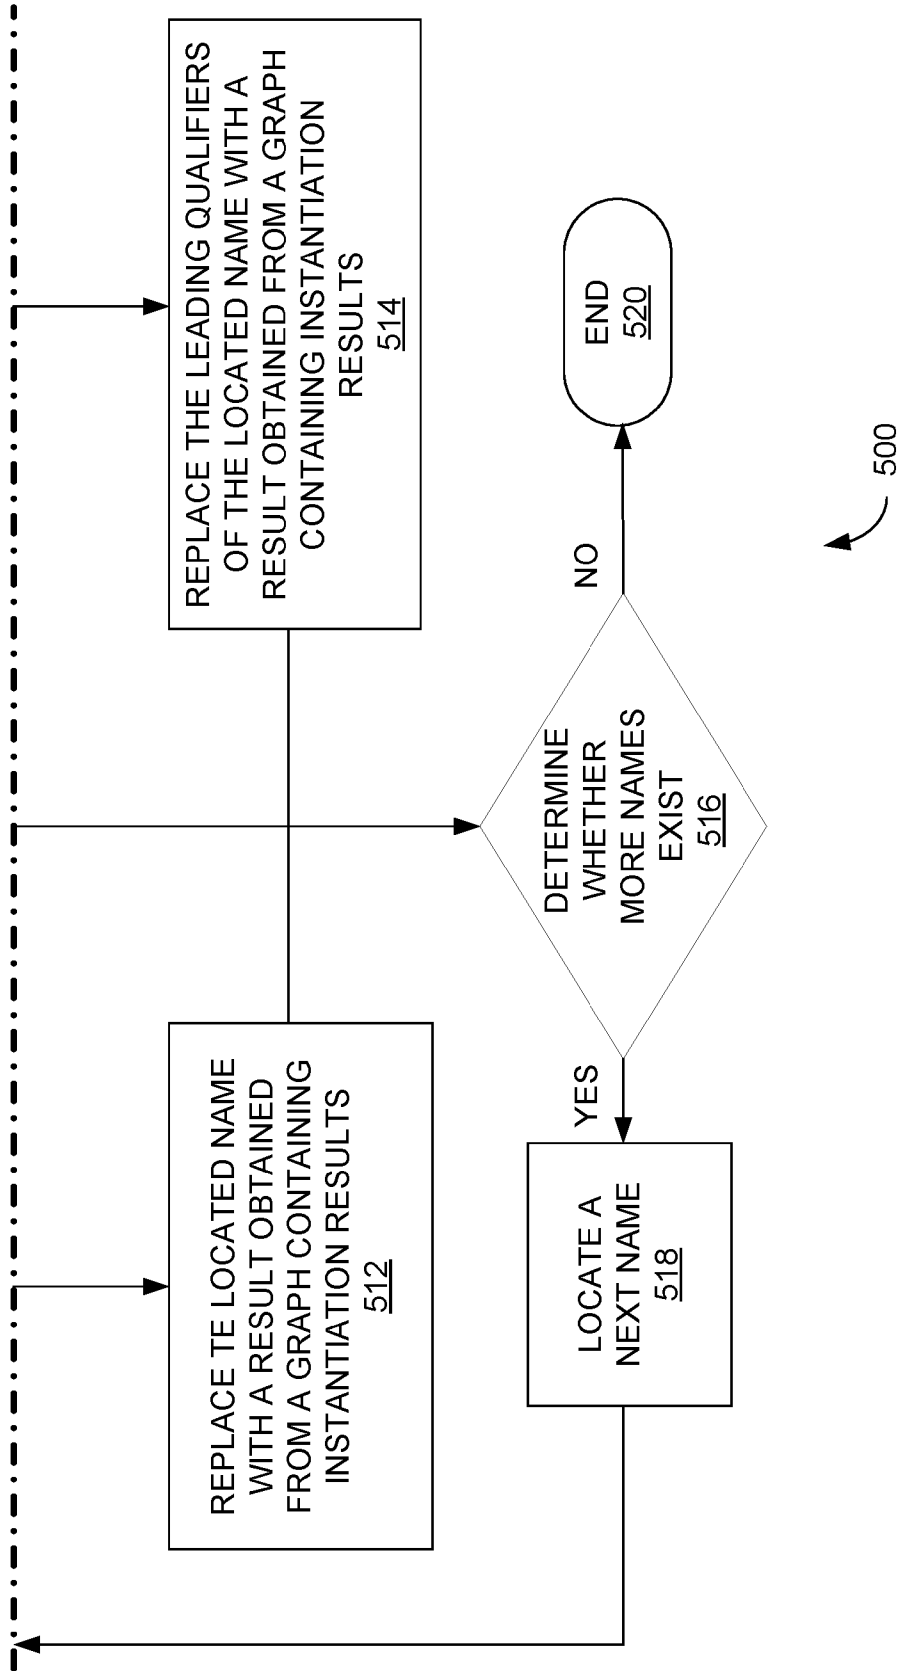 REPLACE TE LOCATED NAME
WITH A RESULT OBTAINED
FROM A GRAPH CONTAINING
INSTANTIATION RESULTS
512
REPLACE THE LEADING QUALIFIERS
OF THE LOCATED NAME WITH A
RESULT OBTAINED FROM A GRAPH
CONTAINING INSTANTIATION
RESULTS
514
LOCATE A
NEXT NAME
518
YES
DETERMINE
WHETHER
MORE NAMES
EXIST
516
NO
END
520
500